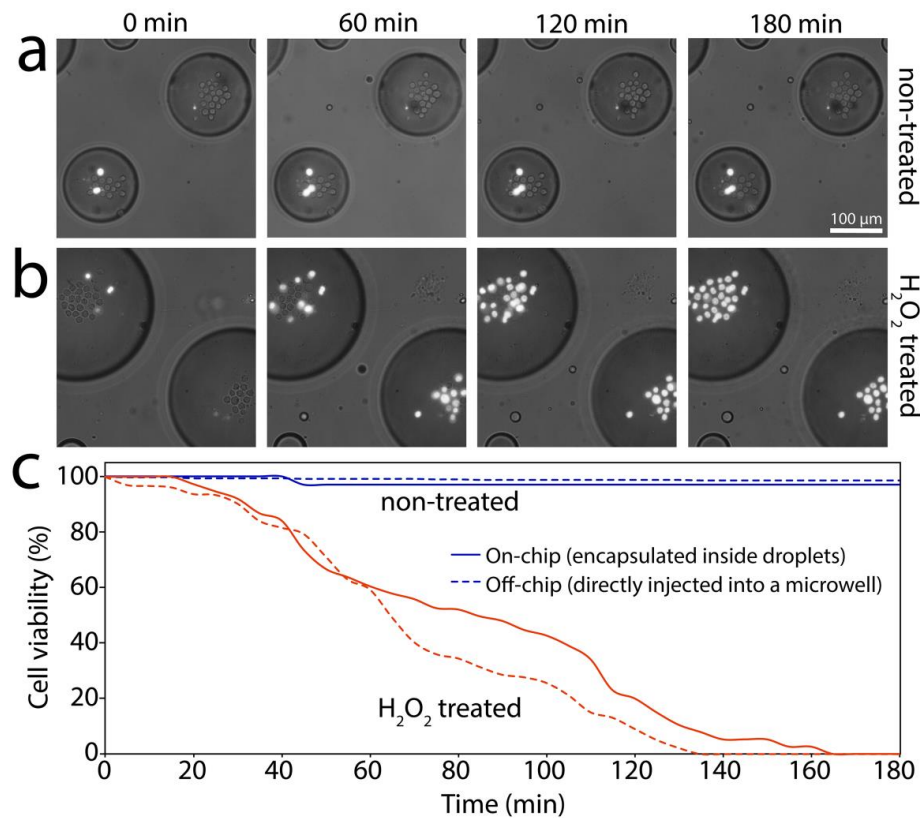 0 min 60 min 120 min 180 min
a
non-treated
100 μm
b
H₂O₂ treated
c
100
80
60
40
20
0
Cell viability (%)
non-treated
On-chip (encapsulated inside droplets)
Off-chip (directly injected into a microwell)
H₂O₂ treated
0 20 40 60 80 100 120 140 160 180
Time (min)